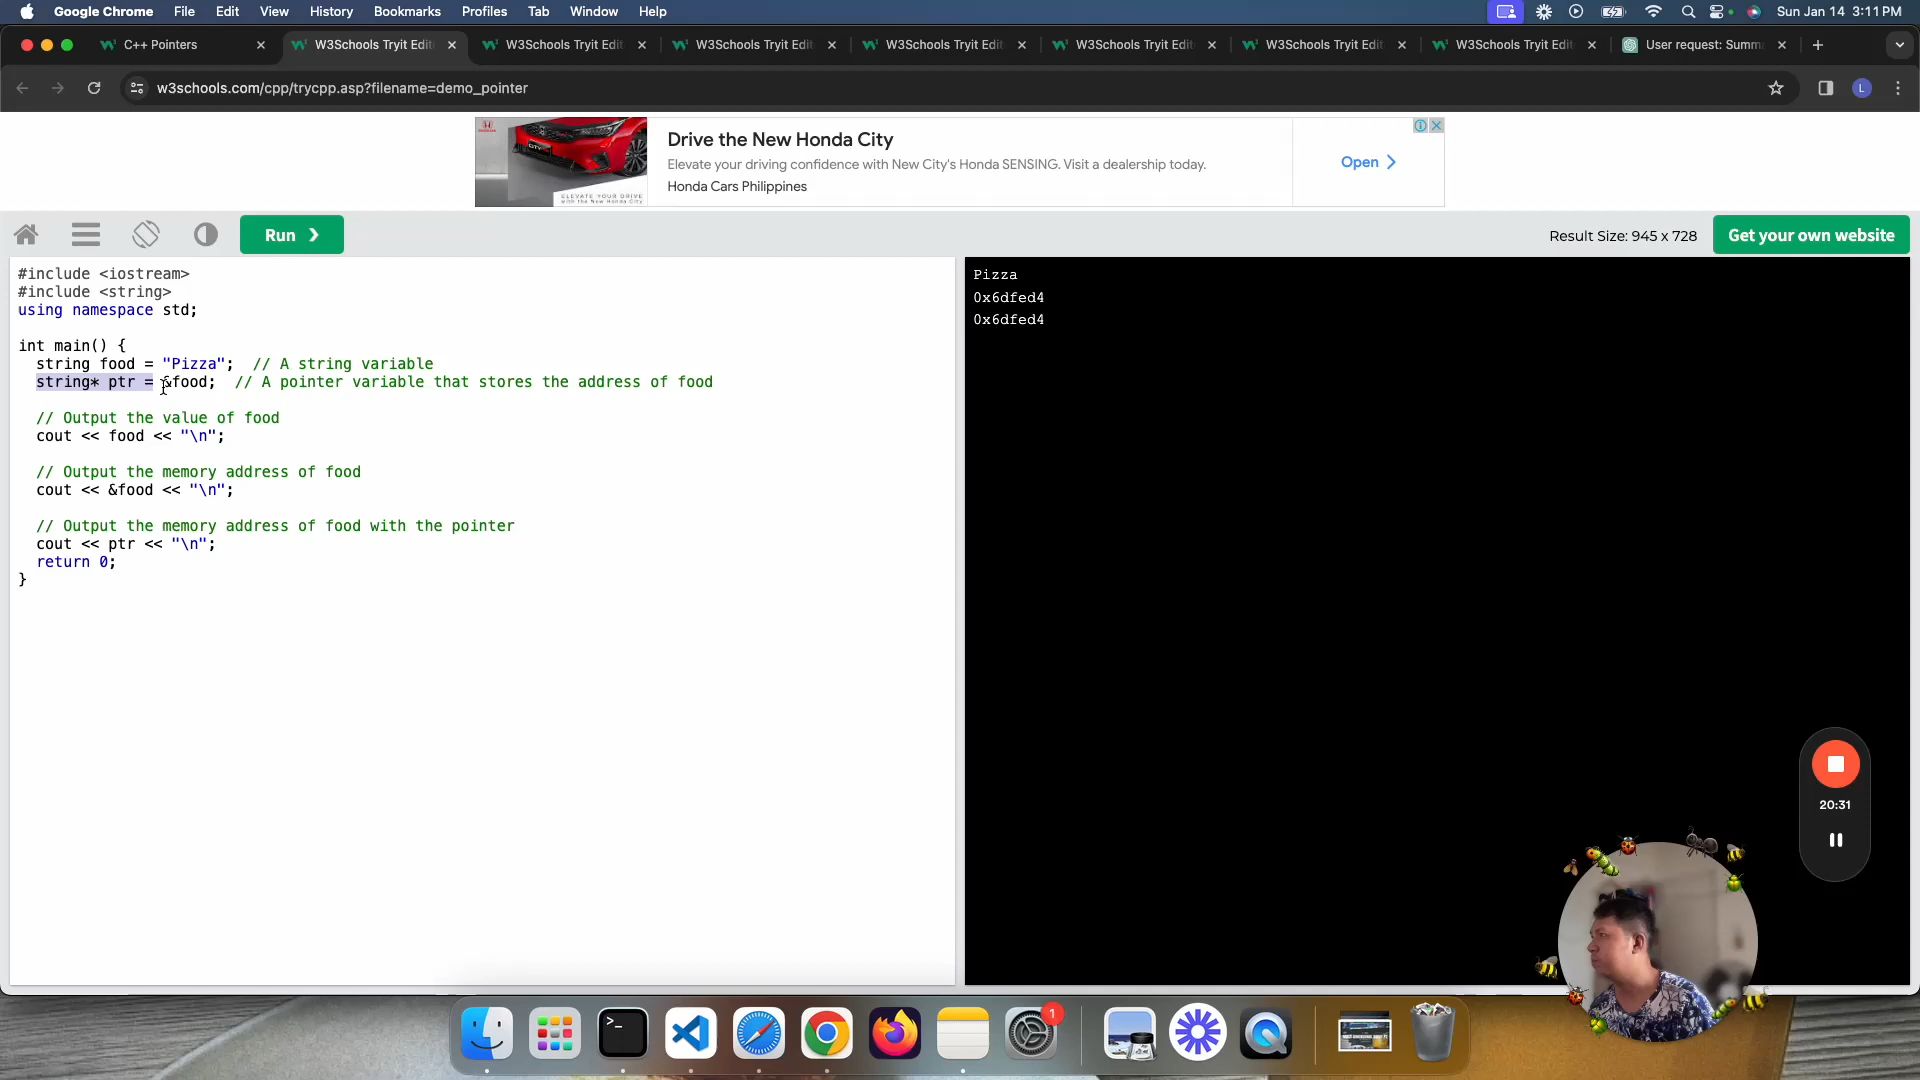 Google Chrome File Edit View History Bookmarks Profiles Tab Window Help Sun Jan 14 3:11 PM
C++ Pointers W3Schools Tryit Edit W3Schools Tryit Edit W3Schools Tryit Edit W3Schools Tryit Edit W3Schools Tryit Edit W3Schools Tryit Edit W3Schools Tryit Edit User request: Summ
w3schools.com/cpp/trycpp.asp?filename=demo_pointer L
Drive the New Honda City
Elevate your driving confidence with New City's Honda SENSING. Visit a dealership today.
Honda Cars Philippines
Open
ELEVATE YOUR DRIVE
Run ❯ Result Size: 945 x 728 Get your own website
#include <iostream>
#include <string>
using namespace std;
int main() {
string food = "Pizza"; // A string variable
string* ptr = &food; // A pointer variable that stores the address of food
// Output the value of food
cout << food << "\n";
// Output the memory address of food
cout << &food << "\n";
// Output the memory address of food with the pointer
cout << ptr << "\n";
return 0;
}
Pizza
0x6dfed4
0x6dfed4
20:31
1